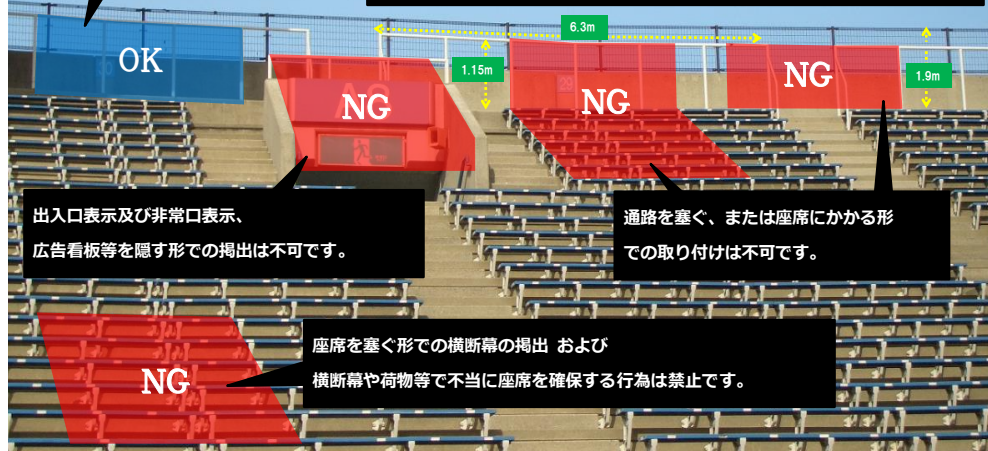 6.3m
OK
1.15m
NG
NG
NG
1.9m
出入口表示及び非常口表示、
広告看板等を隠す形での掲出は不可です。
通路を塞ぐ、または座席にかかる形
での取り付けは不可です。
座席を塞ぐ形での横断幕の掲出 および
横断幕や荷物等で不当に座席を確保する行為は禁止です。
NG